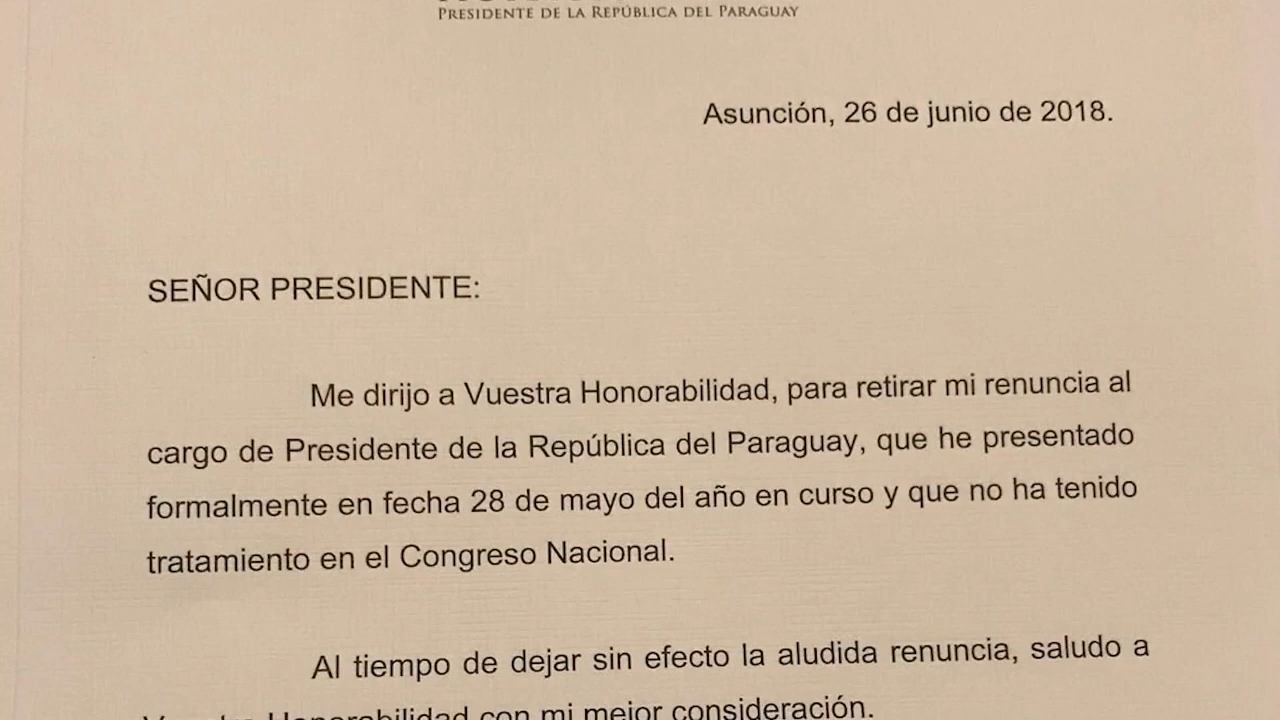 PRESIDENTE DE LA REPÚBLICA DEL PARAGUAY
Asunción, 26 de junio de 2018.
SEÑOR PRESIDENTE:
Me dirijo a Vuestra Honorabilidad, para retirar mi renuncia al
cargo de Presidente de la República del Paraguay, que he presentado
formalmente en fecha 28 de mayo del año en curso y que no ha tenido
tratamiento en el Congreso Nacional.
Al tiempo de dejar sin efecto la aludida renuncia, saludo a
Vuestra Honorabilidad con mi mejor consideración.